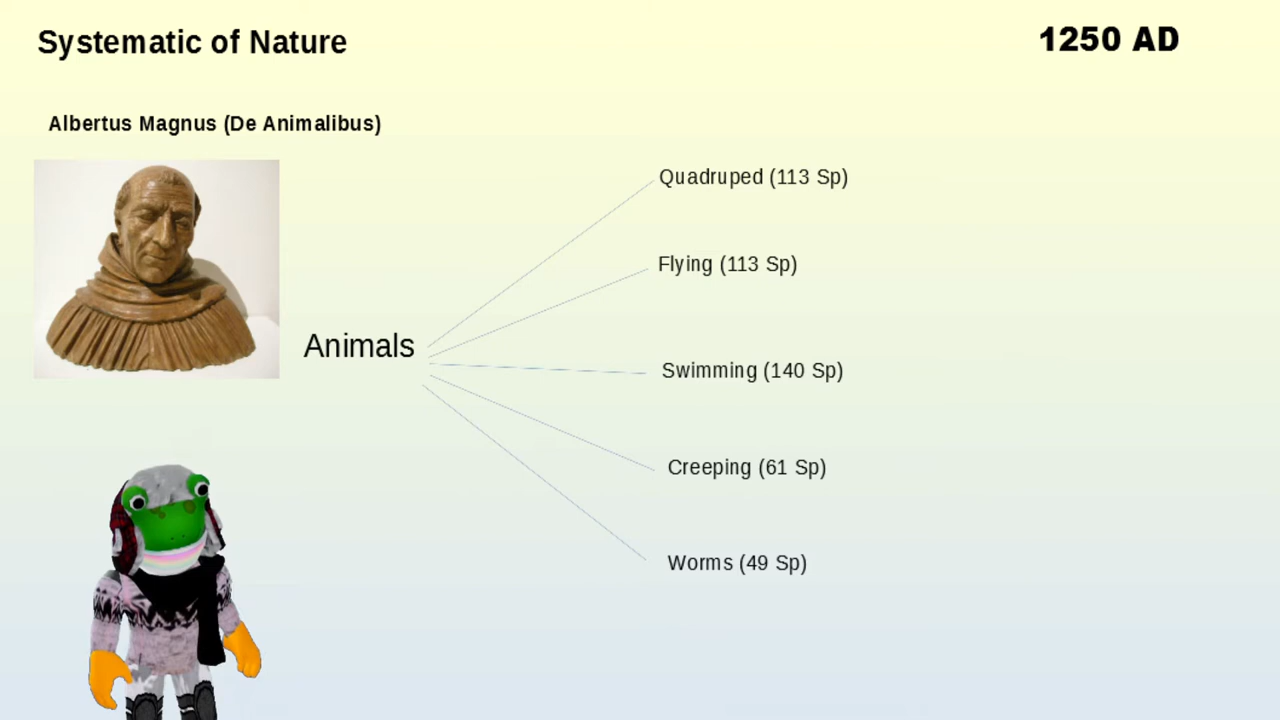 Systematic of Nature
1250 AD
Albertus Magnus (De Animalibus)
Quadruped (113 Sp)
Flying (113 Sp)
Animals
Swimming (140 Sp)
Creeping (61 Sp)
Worms (49 Sp)